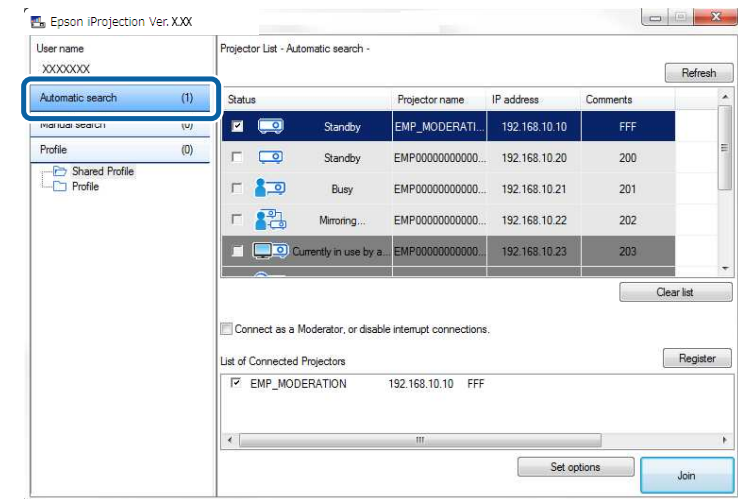 Epson iProjection Ver. X.XX
User name
XXXXXXX
Automatic search (1)
Manual search (0)
Profile (0)
Shared Profile
Profile
Projector List - Automatic search -
Refresh
Status Projector name IP address Comments
Standby EMP_MODERATI... 192.168.10.10 FFF
Standby EMP00000000000... 192.168.10.20 200
Busy EMP00000000000... 192.168.10.21 201
Mirroring... EMP00000000000... 192.168.10.22 202
Currently in use by a... EMP00000000000... 192.168.10.23 203
Clear list
Connect as a Moderator, or disable interrupt connections.
List of Connected Projectors
Register
EMP_MODERATION 192.168.10.10 FFF
Set options
Join